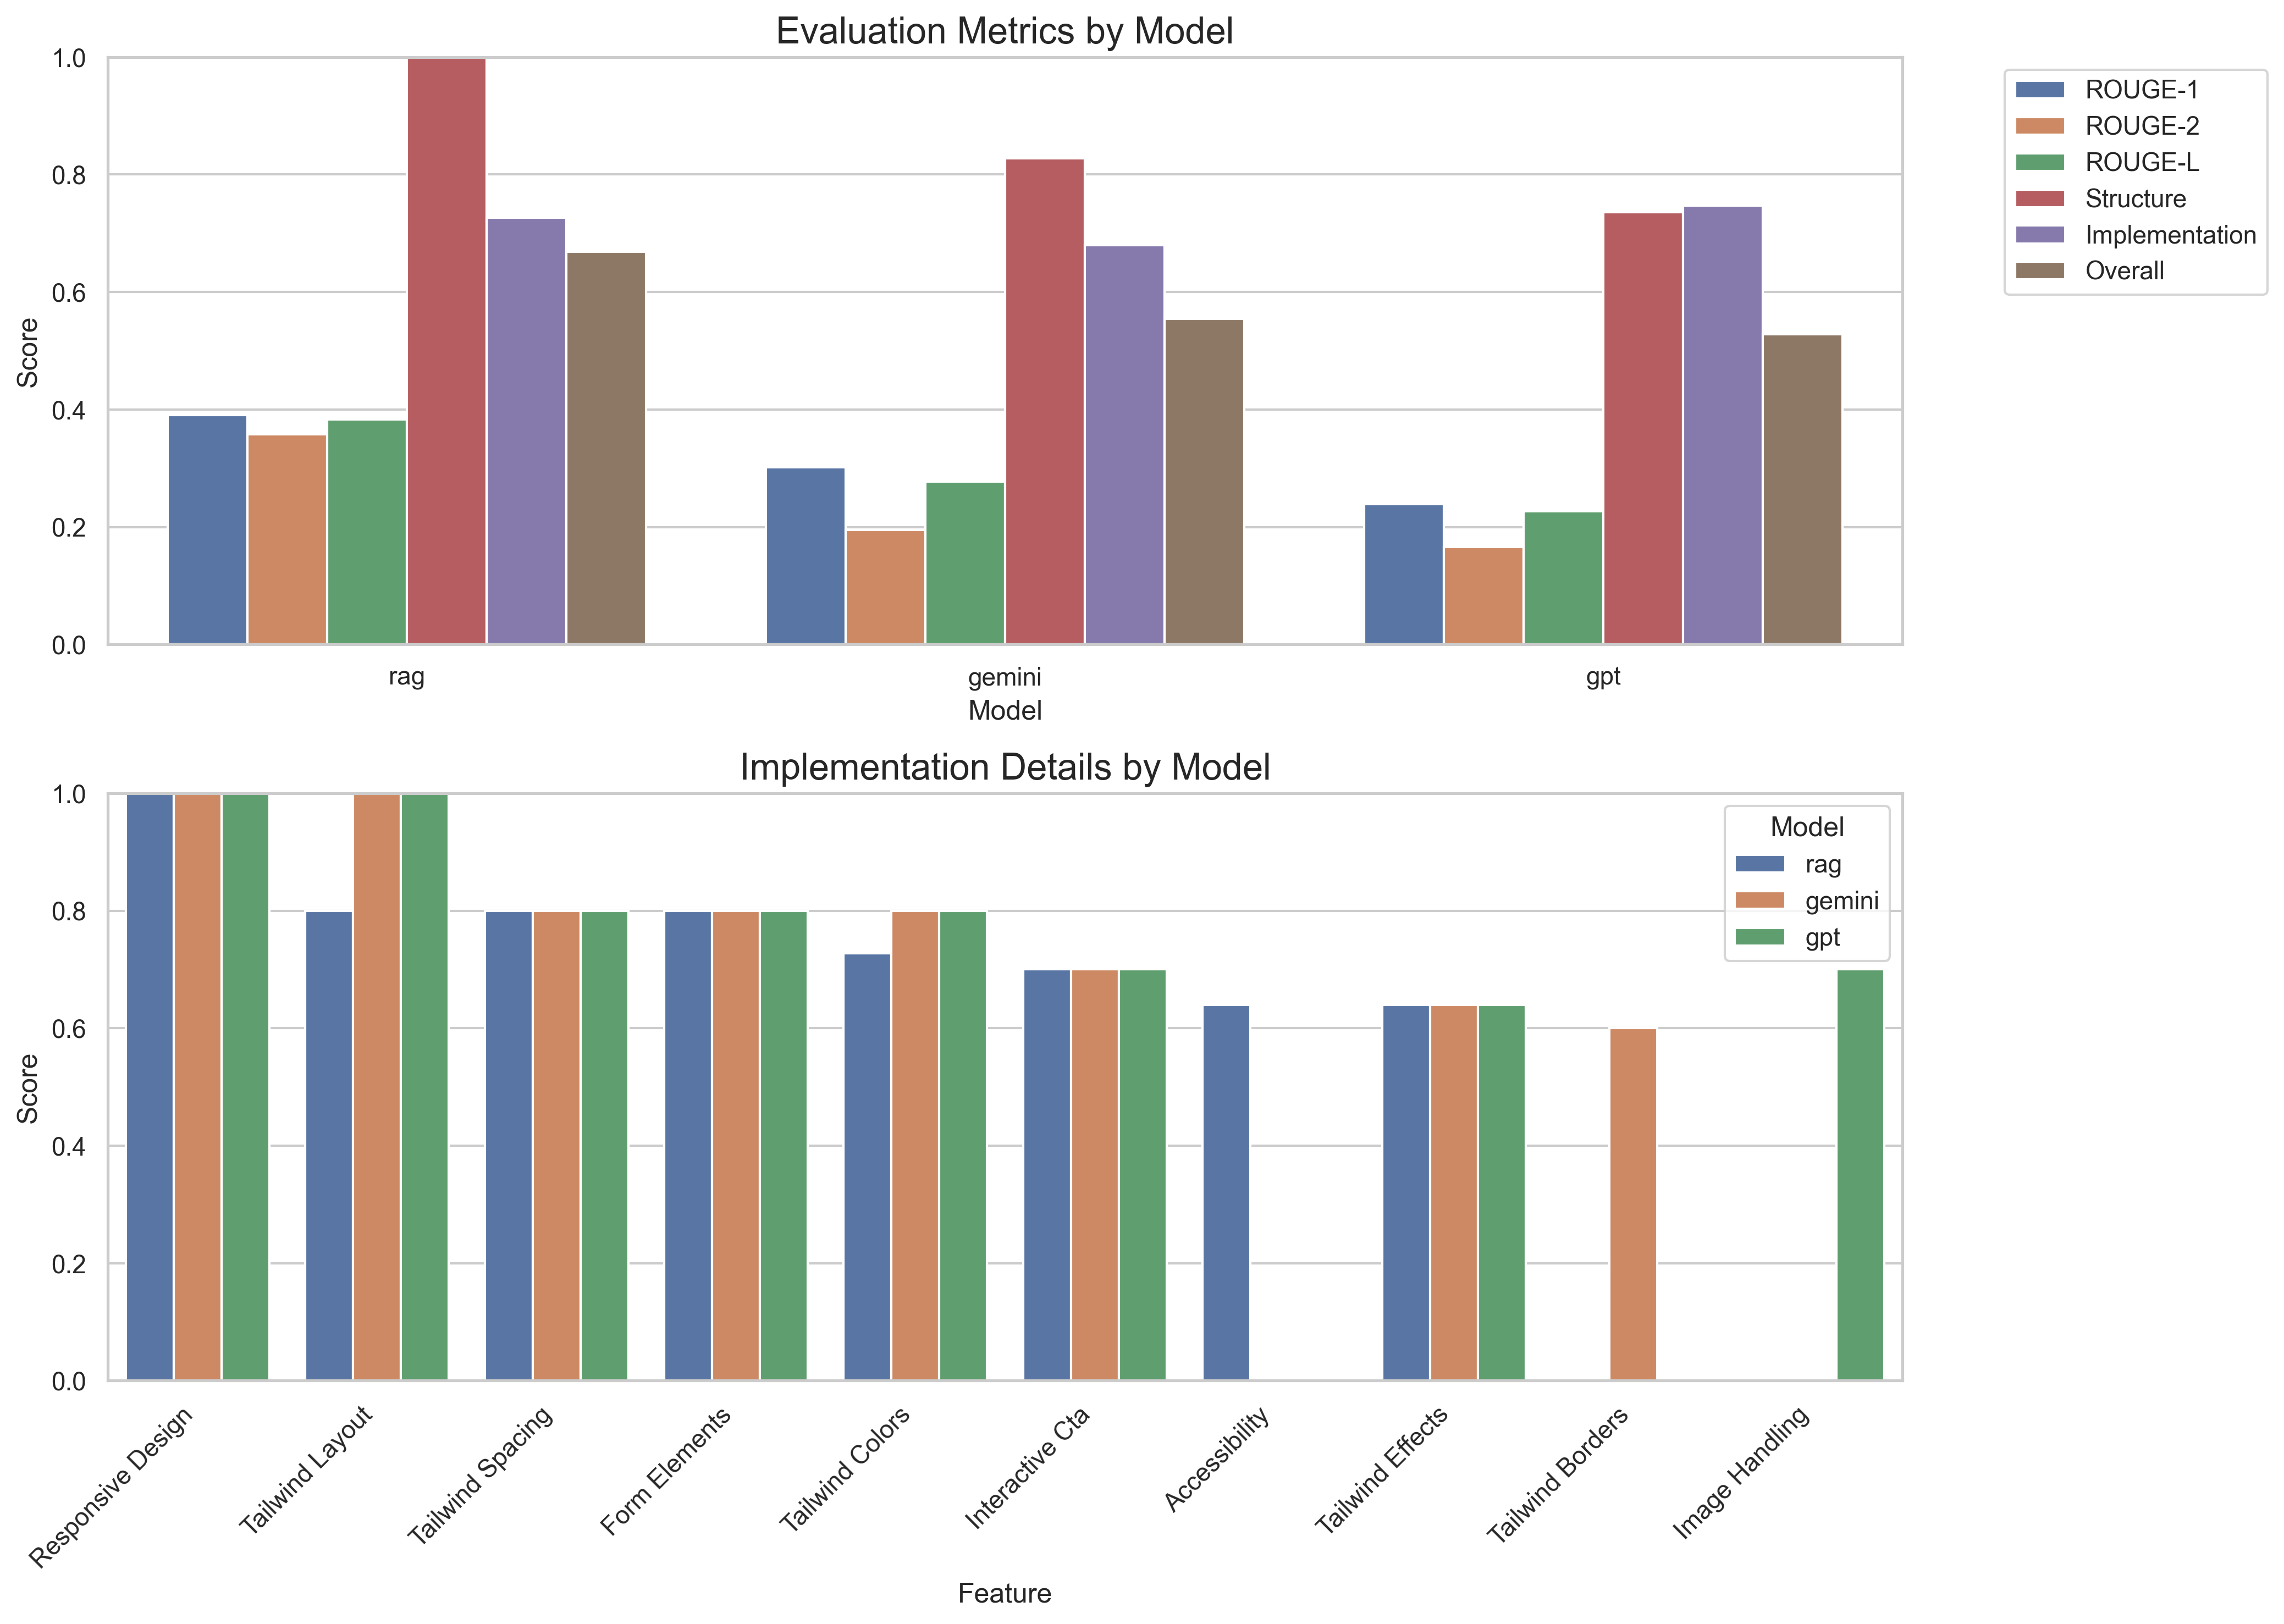 Evaluation Metrics by Model
1.0
0.8
0.6
0.4
0.2
0.0
Score
rag
gemini
gpt
Model
ROUGE-1
ROUGE-2
ROUGE-L
Structure
Implementation
Overall
Implementation Details by Model
1.0
0.8
0.6
0.4
0.2
0.0
Score
Model
rag
gemini
gpt
Responsive Design
Tailwind Layout
Tailwind Spacing
Form Elements
Tailwind Colors
Interactive Cta
Accessibility
Tailwind Effects
Tailwind Borders
Image Handling
Feature